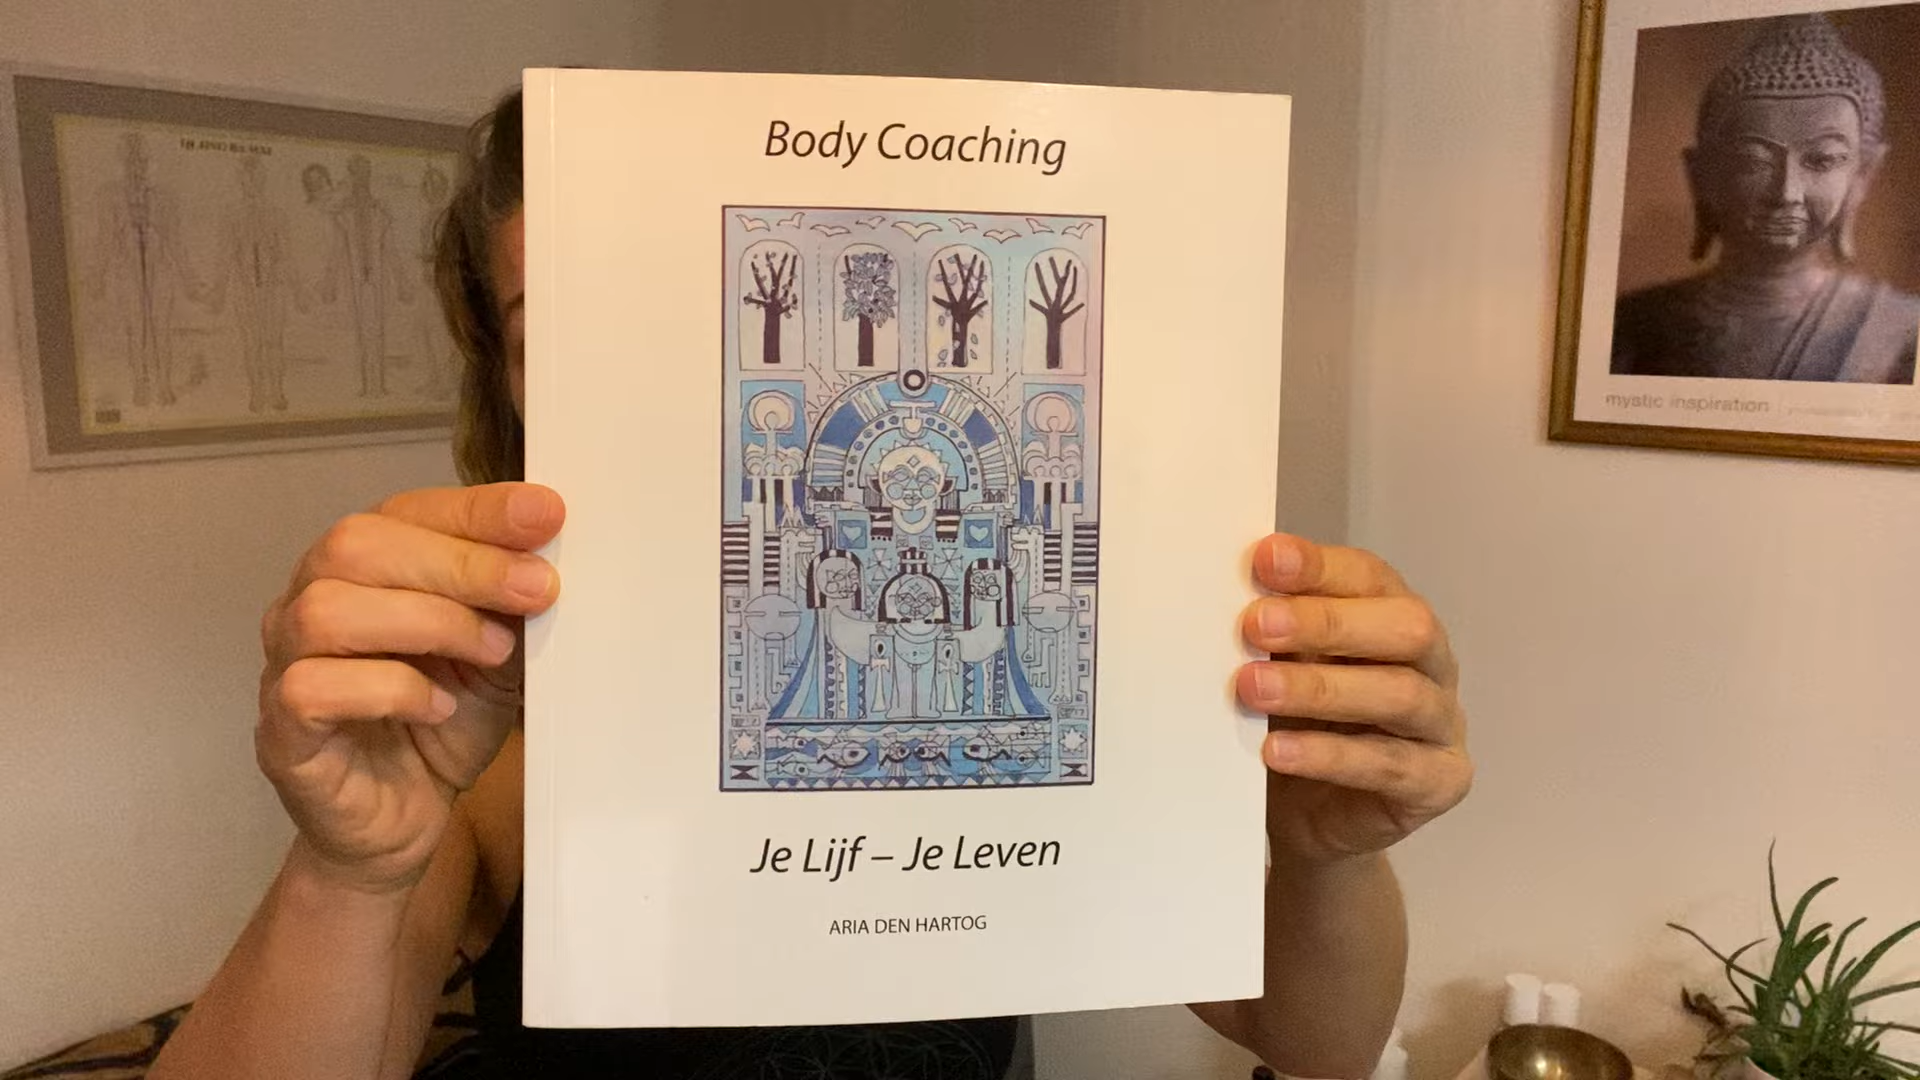 Body Coaching
Je Lijf – Je Leven
ARIA DEN HARTOG
mystic inspiration